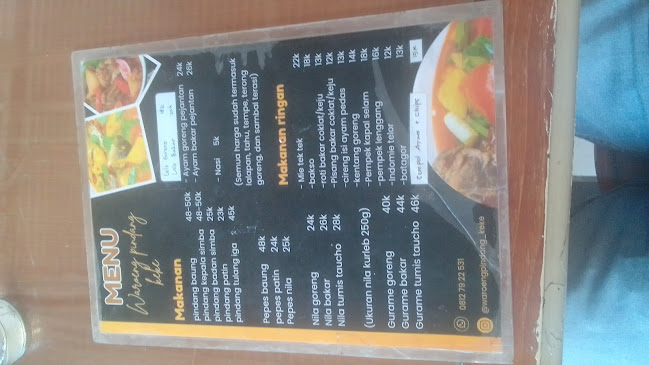 MENU
Waroeng pindang
keke
Makanan
pindang baung 48-50k
pindang kepala simba 48-50k
pindang badan simba 25k
pindang patin 23k
pindang tulang iga 45k
Pepes baung 48k
pepes patin 24k
Pepes nila 25k
Nila goreng 24k
Nila bakar 26k
Nila tumis taucho 28k
(Ukuran nila kurleb 250g)
Gurame goreng 40k
Gurame bakar 44k
Gurame tumis taucho 46k
0812 79 22 531
@waroengpindang_keke
- Ayam goreng pejantan 24k
- Ayam bakar pejantan 26k
- Nasi 5k
(Semua harga sudah termasuk
lalapan, tahu, tempe, terong
goreng, dan sambal terasi)
Makanan ringan
- Mie tek tek 22k
-bakso 18k
-roti bakar coklat/keju 13k
-Pisang bakar coklat/keju 12k
-cireng isi ayam pedas 13k
-kentang goreng 14k
-Pempek kapal selam 18k
-pempek lenggang 16k
-Indomie telor 12k
batagor 13k